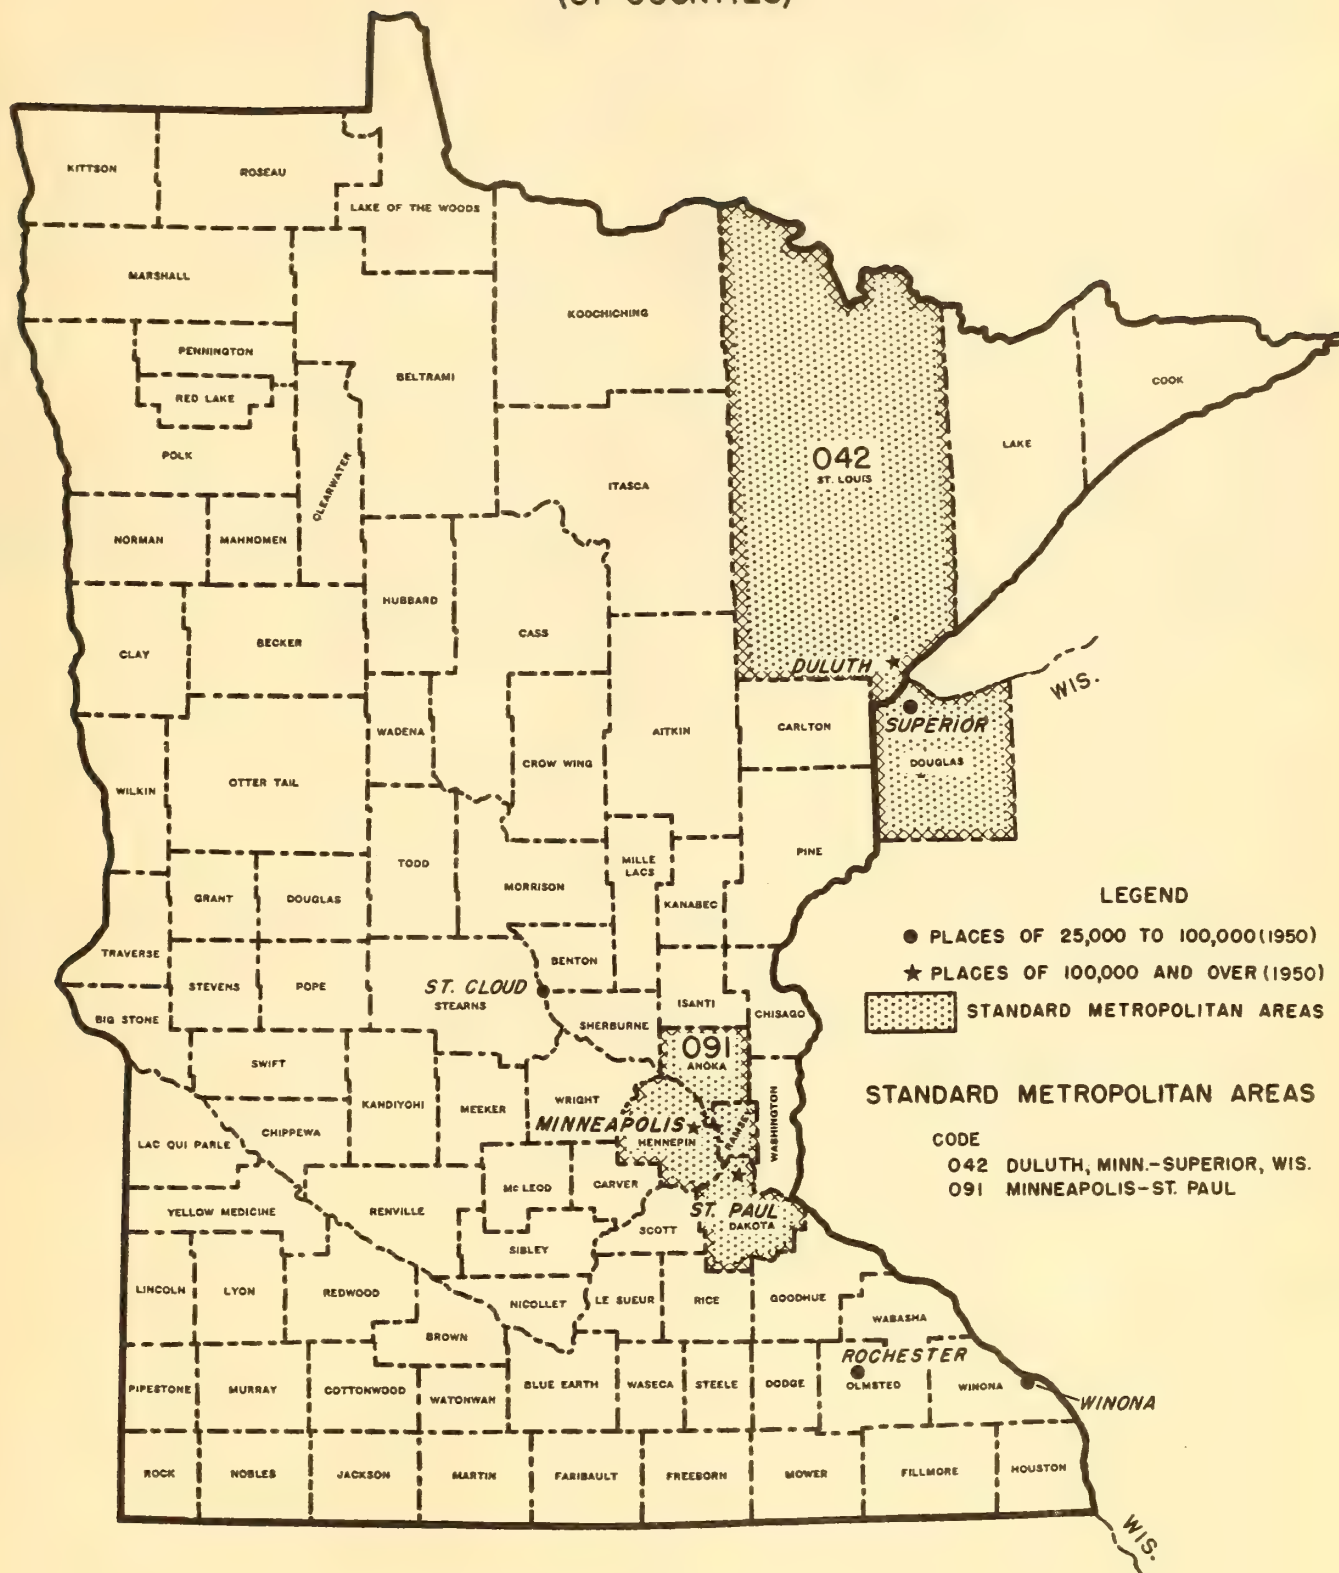 (87 COUNTIES)
KITTSON
ROSEAU
LAKE OF THE WOODS
MARSHALL
KOOCHICHING
PENNINGTON
BELTRAMI
RED LAKE
COOK
POLK
CLEARWATER
ITASCA
042
ST. LOUIS
LAKE
NORMAN
MAHNOMEN
HUBBARD
CASS
CLAY
BECKER
DULUTH
WIS.
WADENA
AITKIN
CARLTON
SUPERIOR
DOUGLAS
CROW WING
OTTER TAIL
WILKIN
TODD
MORRISON
MILLE
LACS
PINE
KANABEC
GRANT
DOUGLAS
TRAVERSE
STEVENS
POPE
ST. CLOUD
STEARNS
BENTON
BIG STONE
SHERBURNE
ISANTI
CHISAGO
091
ANOKA
SWIFT
KANDIYOHI
MEEKER
WRIGHT
MINNEAPOLIS
HENNEPIN
RAMSEY
WASHINGTON
LAC QUI PARLE
CHIPPEWA
McLEOD
CARVER
YELLOW MEDICINE
RENVILLE
SIBLEY
SCOTT
ST. PAUL
DAKOTA
LINCOLN
LYON
REDWOOD
NICOLLET
LE SUEUR
RICE
GOODHUE
WABASHA
BROWN
ROCHESTER
PIPESTONE
MURRAY
COTTONWOOD
WATONWAN
BLUE EARTH
WASECA
STEELE
DODGE
OLMSTED
WINONA
WINONA
ROCK
NOBLES
JACKSON
MARTIN
FARIBAULT
FREEBORN
MOWER
FILLMORE
HOUSTON
WIS.
LEGEND
PLACES OF 25,000 TO 100,000 (1950)
PLACES OF 100,000 AND OVER (1950)
STANDARD METROPOLITAN AREAS
STANDARD METROPOLITAN AREAS
CODE
042 DULUTH, MINN.-SUPERIOR, WIS.
091 MINNEAPOLIS-ST. PAUL